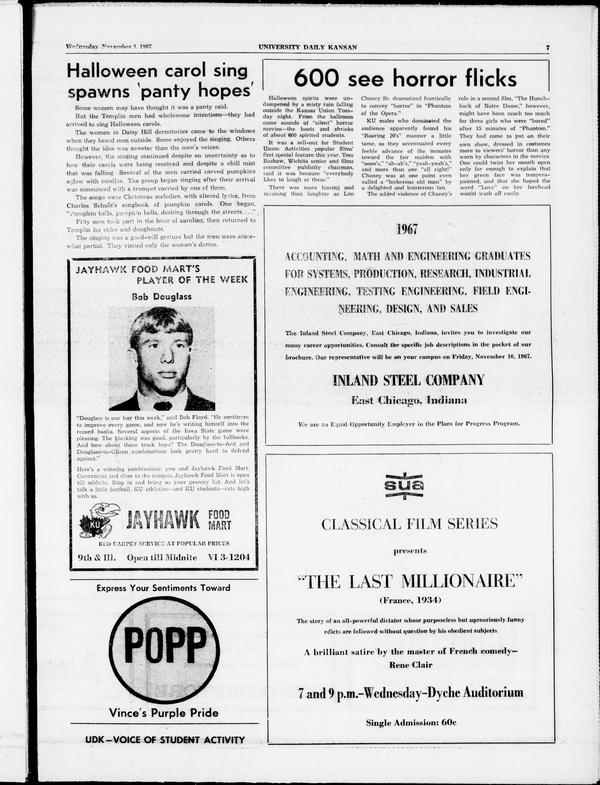 Wednesday, November 1, 1967
UNIVERSITY DAILY KANSAN
7
Halloween carol sing
spawns 'panty hopes'
Some women may have thought it was a panty raid.
But the Templin men had wholesome intentions—they had
arrived to sing Halloween carols.
The women in Daisy Hill dormitories came to the windows
when they heard men outside. Some enjoyed the singing. Others
thought the idea was sweeter than the men's voices.
However, the singing continued despite an uncertainty as to
how their carols were being received and despite a chill mist
that was falling. Several of the men carried carved pumpkins
aglow with candles. The group began singing after their arrival
was announced with a trumpet carried by one of them.
The songs were Christmas melodies, with altered lyrics, from
Charles Schulz's songbook of pumpkin carols. One began,
"Pumpkin bells, pumpkin bells, dashing through the streets. . . ."
Fifty men took part in the hour of caroling, then returned to
Templin for cider and doughnuts.
The singing was a good-will gesture but the men were some-
what partial. They visited only the women's dorms.
600 see horror flicks
Halloween spirits were un-
dampened by a misty rain falling
outside the Kansas Union Tues-
day night. From the ballroom
came sounds of "silent" horror
movies—the hoots and shrieks
of about 600 spirited students.
It was a sell-out for Student
Union Activities popular films'
first special feature this year. Tom
Bashaw, Wichita senior and films
committee publicity chairman,
said it was because "everybody
likes to laugh at these."
There was more hissing and
moaning than laughter as Lon
Chaney Sr. dramatized frantically
to convey "horror" in "Phantom
of the Opera."
KU males who dominated the
audience apparently found his
"Roaring 20's" manner a little
tame, so they accentuated every
feeble advance of the monster
toward the fair maiden with
"oooo's," "ah-ah's," "yeah-yeah's,"
and more than one "all right!"
Chaney was at one point even
called a "lecherous old man" by
a delighted and boisterous fan.
The added violence of Chaney's
role in a second film, "The Hunch-
back of Notre Dame," however,
might have been much too much
for three girls who were "bored"
after 15 minutes of "Phantom."
They had come to put on their
own show, dressed in costumes
more to viewers' horror than any
worn by characters in the movies.
One could twist her mouth open
only far enough to explain that
her green face was tempera-
painted, and that she hoped the
word "Love" on her forehead
would wash off easily.
JAYHAWK FOOD MART'S
PLAYER OF THE WEEK
Bob Douglass
"Douglass is our boy this week," said Bob Floyd. "He continues
to improve every game, and now he's writing himself into the
record books. Several aspects of the Iowa State game were
pleasing. The blocking was good, particularly by the fullbacks.
And how about those track boys? The Douglass-to-Ard and
Douglass-to-Olsen combinations look pretty hard to defend
against."
Here's a winning combination: you and Jayhawk Food Mart.
Convenient and close to the campus, Jayhawk Food Mart is open
till midnite. Stop in and bring us your grocery list. And let's
talk a little football. KU athletics—and KU students—rate high
with us.
KU
JAYHAWK FOOD MART
RED CARPET SERVICE AT POPULAR PRICES
9th & Ill. Open till Midnite VI 3-1204
Express Your Sentiments Toward
POPP
Vince's Purple Pride
UDK—VOICE OF STUDENT ACTIVITY
1967
ACCOUNTING, MATH AND ENGINEERING GRADUATES
FOR SYSTEMS, PRODUCTION, RESEARCH, INDUSTRIAL
ENGINEERING, TESTING ENGINEERING, FIELD ENGI-
NEERING, DESIGN, AND SALES
The Inland Steel Company, East Chicago, Indiana, invites you to investigate our
many career opportunities. Consult the specific job descriptions in the pocket of our
brochure. Our representative will be on your campus on Friday, November 10, 1967.
INLAND STEEL COMPANY
East Chicago, Indiana
We are an Equal Opportunity Employer in the Plans for Progress Program.
sua
CLASSICAL FILM SERIES
presents
"THE LAST MILLIONAIRE"
(France, 1934)
The story of an all-powerful dictator whose purposeless but uproariously funny
edicts are followed without question by his obedient subjects
A brilliant satire by the master of French comedy—
Rene Clair
7 and 9 p.m.—Wednesday—Dyche Auditorium
Single Admission: 60c